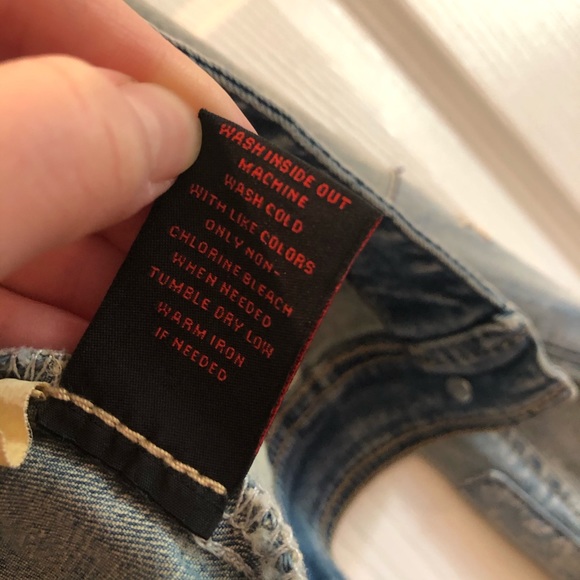 WASH INSIDE OUT
MACHINE
WASH COLD
WITH LIKE COLORS
ONLY NON-
CHLORINE BLEACH
WHEN NEEDED
TUMBLE DRY LOW
WARM IRON
IF NEEDED